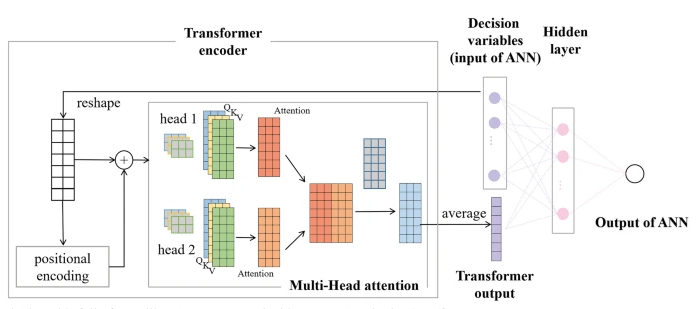 Transformer
encoder
Decision
variables
(input of ANN)
Hidden
layer
reshape
head 1
Q
K
V
Attention
+
positional
encoding
head 2
Q
K
V
Attention
Multi-Head attention
average
Transformer
output
Output of ANN